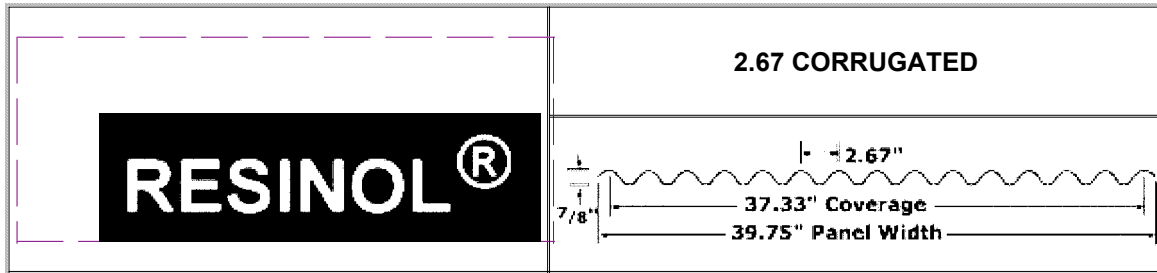 2.67 CORRUGATED
RESINOL®
2.67"
7/8"
37.33" Coverage
39.75" Panel Width